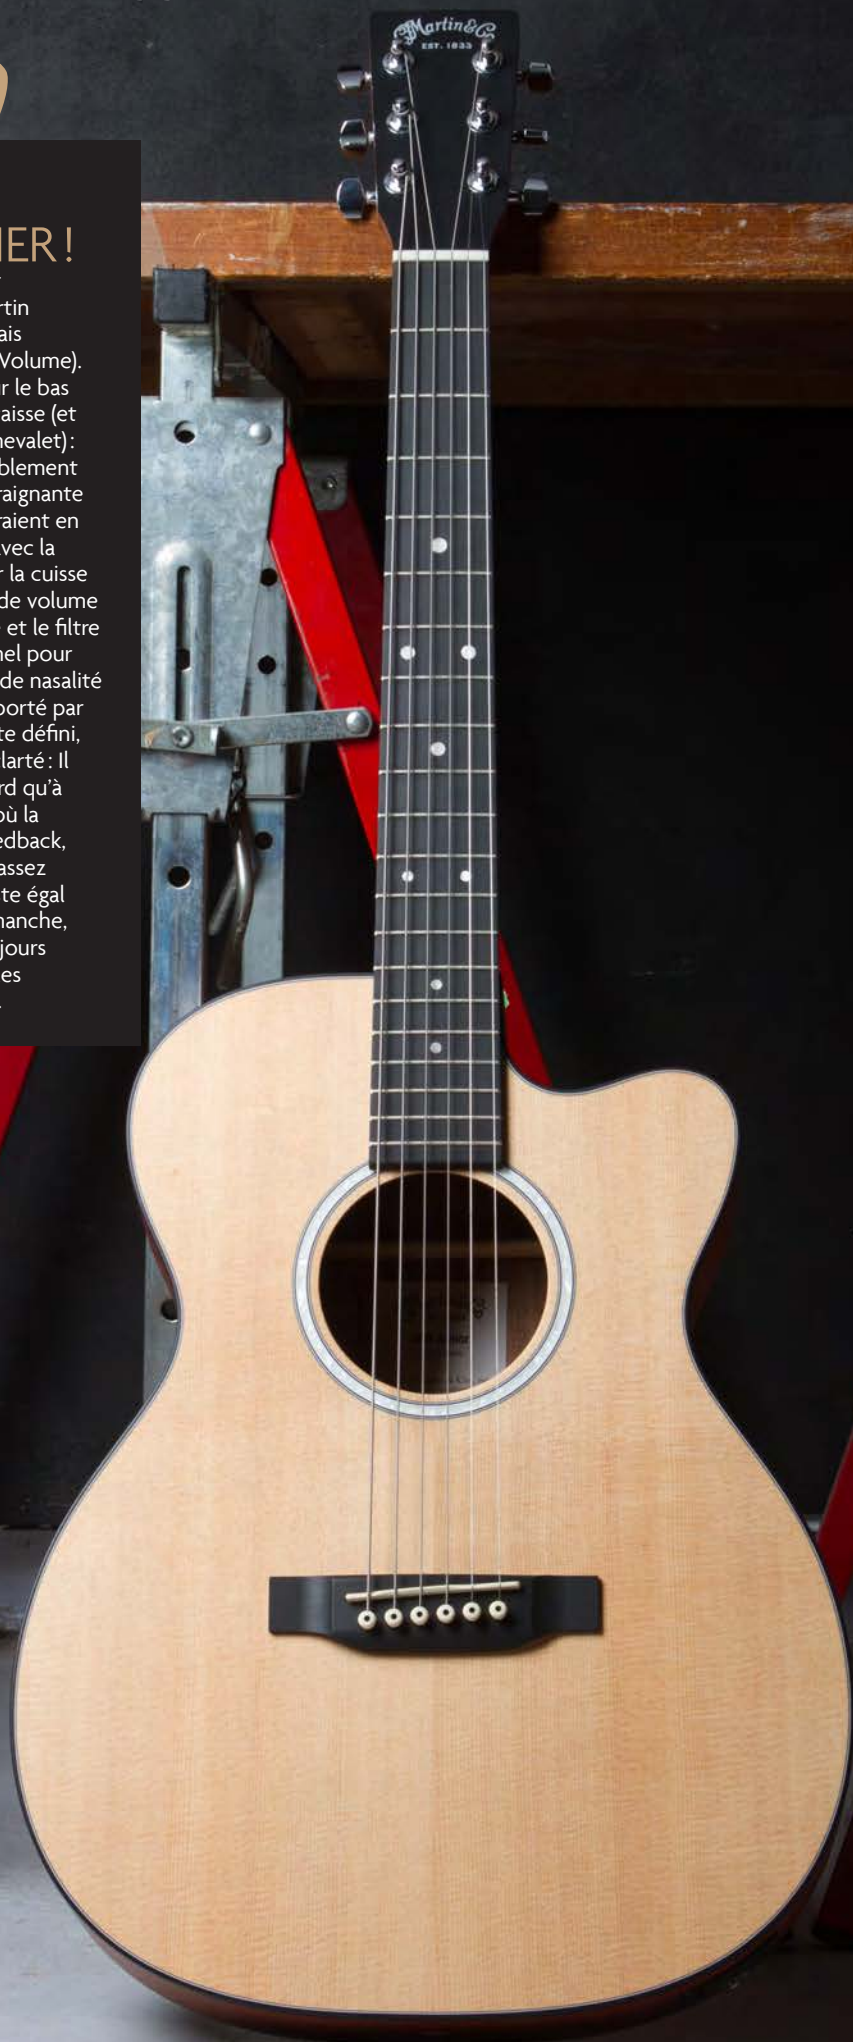 Martin & Co
EST. 1833
IER !
rtin
ais
Volume).
r le bas
aisse (et
hevalet) :
blement
raignante
raient en
vec la
r la cuisse
de volume
et le filtre
nel pour
de nasalité
porté par
te défini,
larté : Il
rd qu'à
où la
edback,
assez
te égal
manche,
jours
es